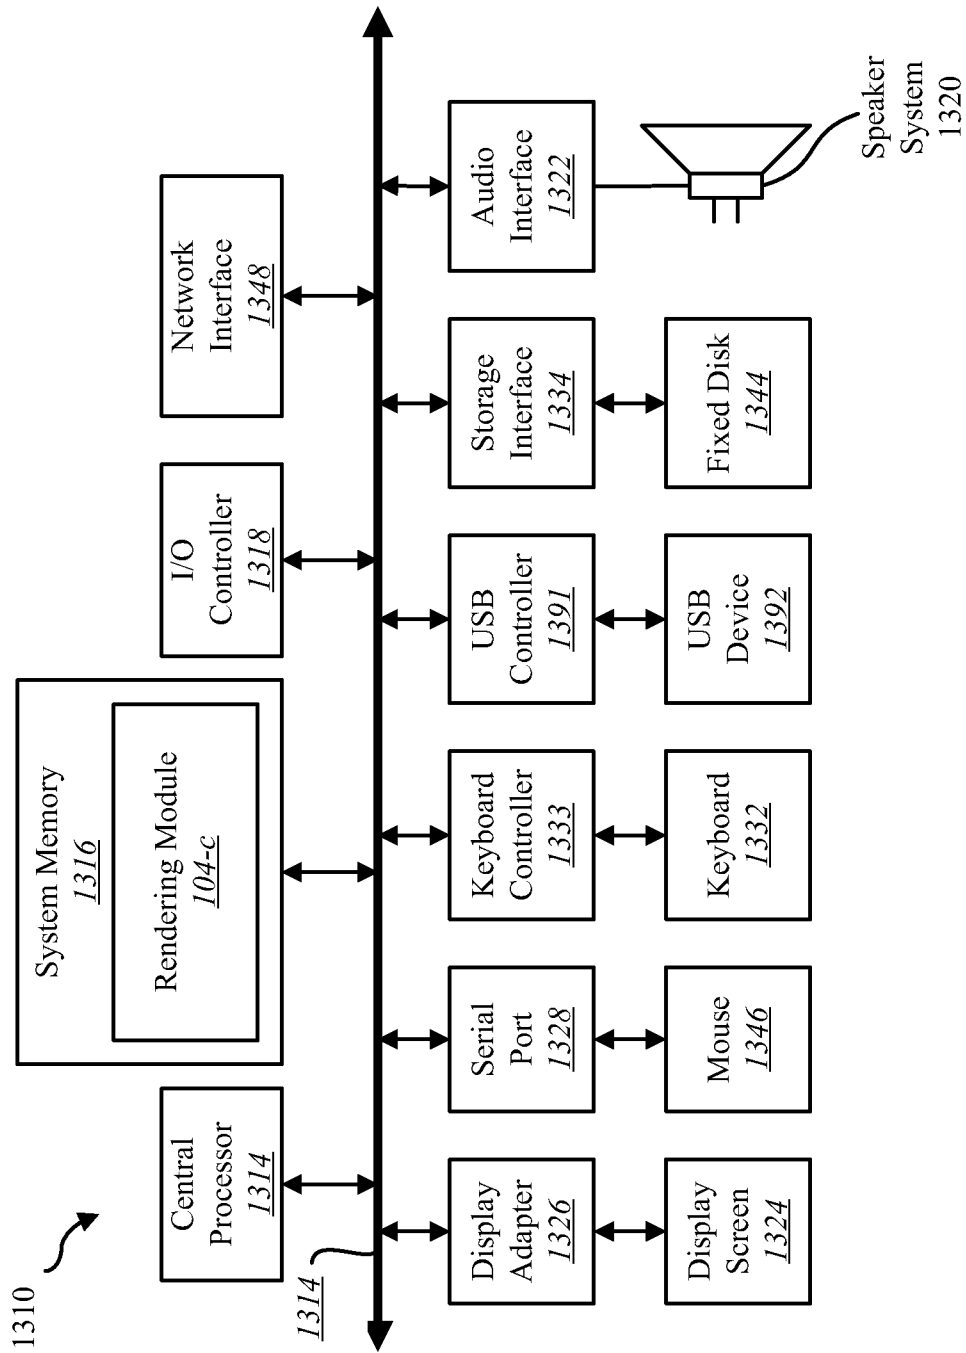 1310
Central
Processor
1314
System Memory
1316
Rendering Module
104-c
I/O
Controller
1318
Network
Interface
1348
1314
Display
Adapter
1326
Serial
Port
1328
Keyboard
Controller
1333
USB
Controller
1391
Storage
Interface
1334
Audio
Interface
1322
Display
Screen
1324
Mouse
1346
Keyboard
1332
USB
Device
1392
Fixed Disk
1344
Speaker
System
1320